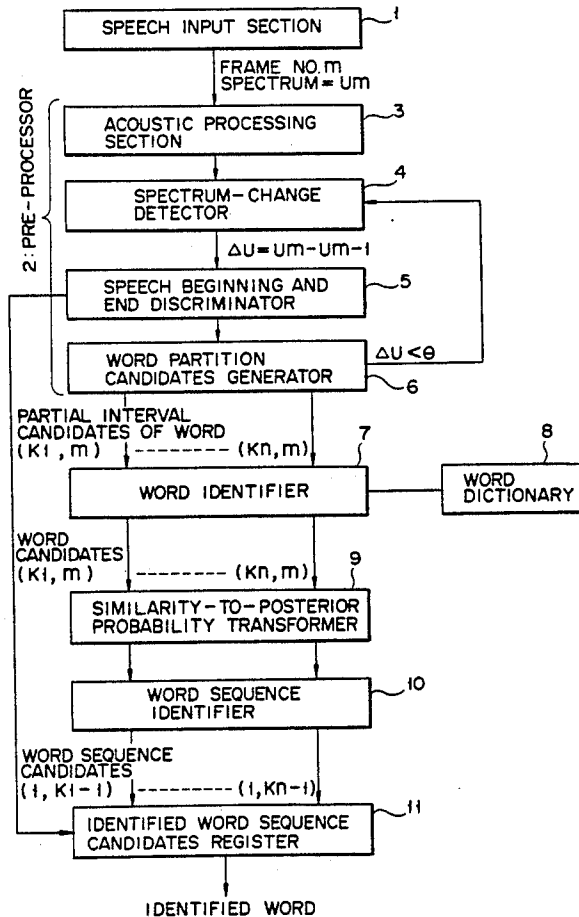 1
SPEECH INPUT SECTION
FRAME NO. m
SPECTRUM = Um
2: PRE-PROCESSOR
3
ACOUSTIC PROCESSING
SECTION
4
SPECTRUM-CHANGE
DETECTOR
ΔU = Um-Um-1
5
SPEECH BEGINNING AND
END DISCRIMINATOR
WORD PARTITION
CANDIDATES GENERATOR
ΔU<θ
6
PARTIAL INTERVAL
CANDIDATES OF WORD
(K1, m) --------- (Kn, m)
7
WORD IDENTIFIER
8
WORD
DICTIONARY
WORD
CANDIDATES
(K1, m) --------- (Kn, m)
9
SIMILARITY-TO-POSTERIOR
PROBABILITY TRANSFORMER
10
WORD SEQUENCE
IDENTIFIER
WORD SEQUENCE
CANDIDATES
(1, K1-1) --------- (1, Kn-1)
11
IDENTIFIED WORD SEQUENCE
CANDIDATES REGISTER
IDENTIFIED WORD